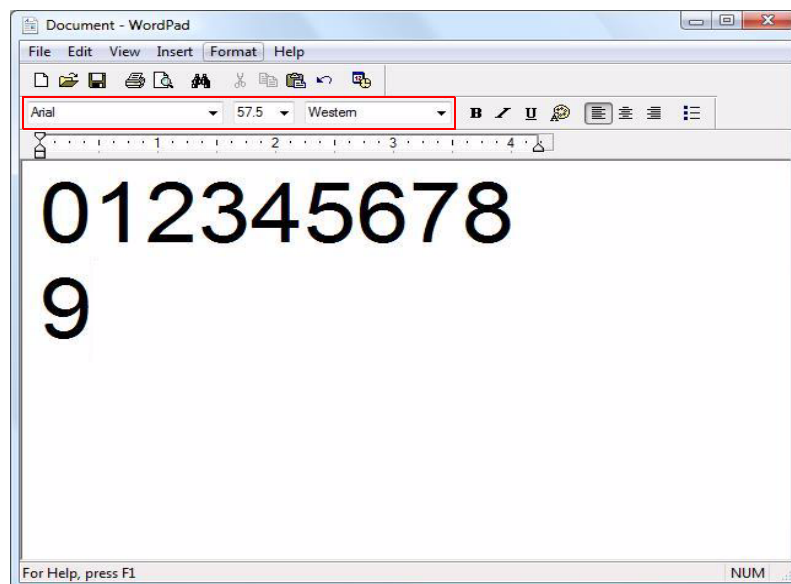 Document - WordPad
File Edit View Insert Format Help
Arial 57.5 Western B U
1 2 3 4
012345678
9
For Help, press F1 NUM